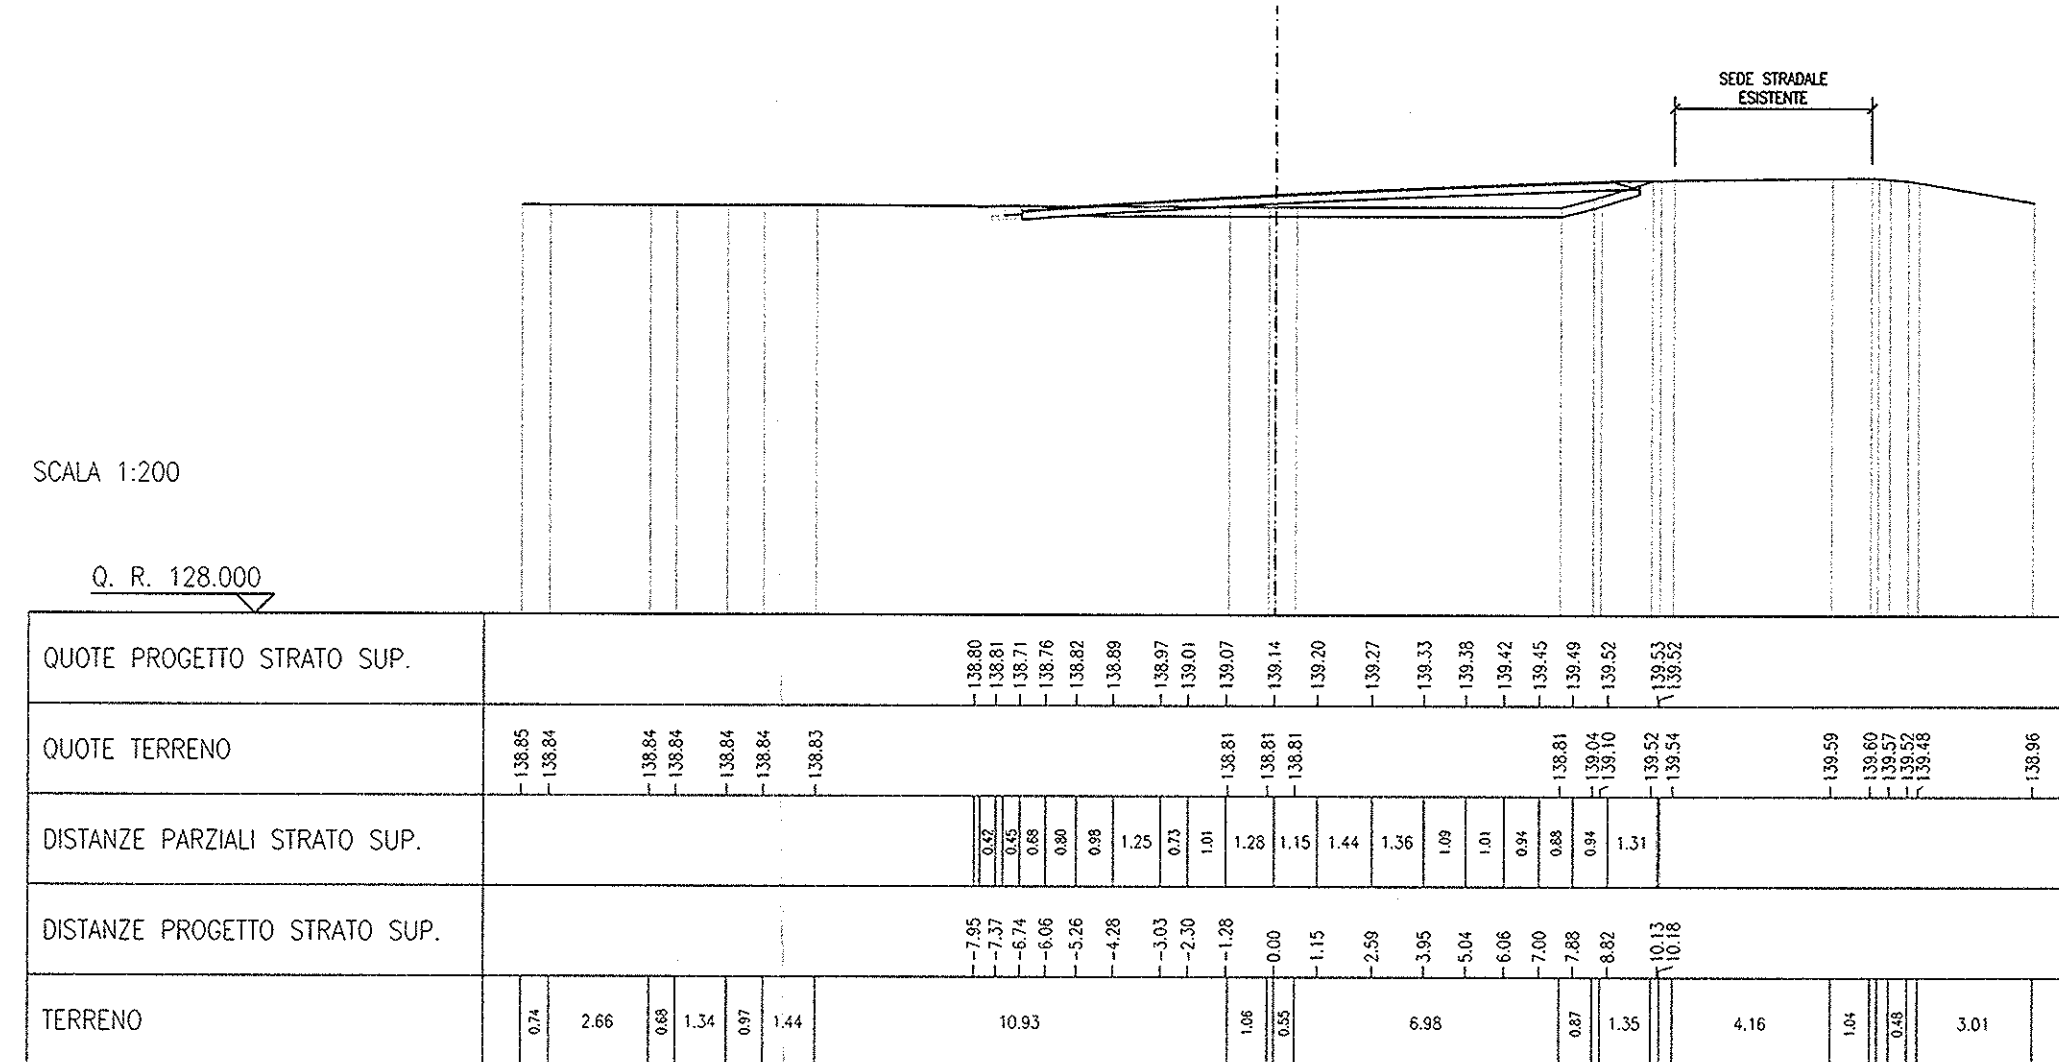 SEDE STRADALE
ESISTENTE
SCALA 1:200
Q. R. 128.000
QUOTE PROGETTO STRATO SUP.
138.80 138.81 138.71 138.76 138.82 138.89 138.97 139.01 139.07 139.14 139.20 139.27 139.33 139.38 139.42 139.45 139.49 139.52 139.53 139.52
QUOTE TERRENO
138.85 138.84 138.84 138.84 138.84 138.84 138.83 138.81 138.81 138.81 138.81 139.04 139.10 139.52 139.54 139.59 139.60 139.57 139.52 139.48 138.96
DISTANZE PARZIALI STRATO SUP.
0.42 0.45 0.68 0.80 0.98 1.25 0.73 1.01 1.28 1.15 1.44 1.36 1.09 1.01 0.94 0.88 0.94 1.31
DISTANZE PROGETTO STRATO SUP.
-7.95 -7.37 -6.74 -6.06 -5.26 -4.28 -3.03 -2.30 -1.28 0.00 1.15 2.59 3.95 5.04 6.06 7.00 7.88 8.82 10.13 10.18
TERRENO
0.74 2.66 0.68 1.34 0.97 1.44 10.93 1.06 0.55 6.98 0.87 1.35 4.16 1.04 0.48 3.01